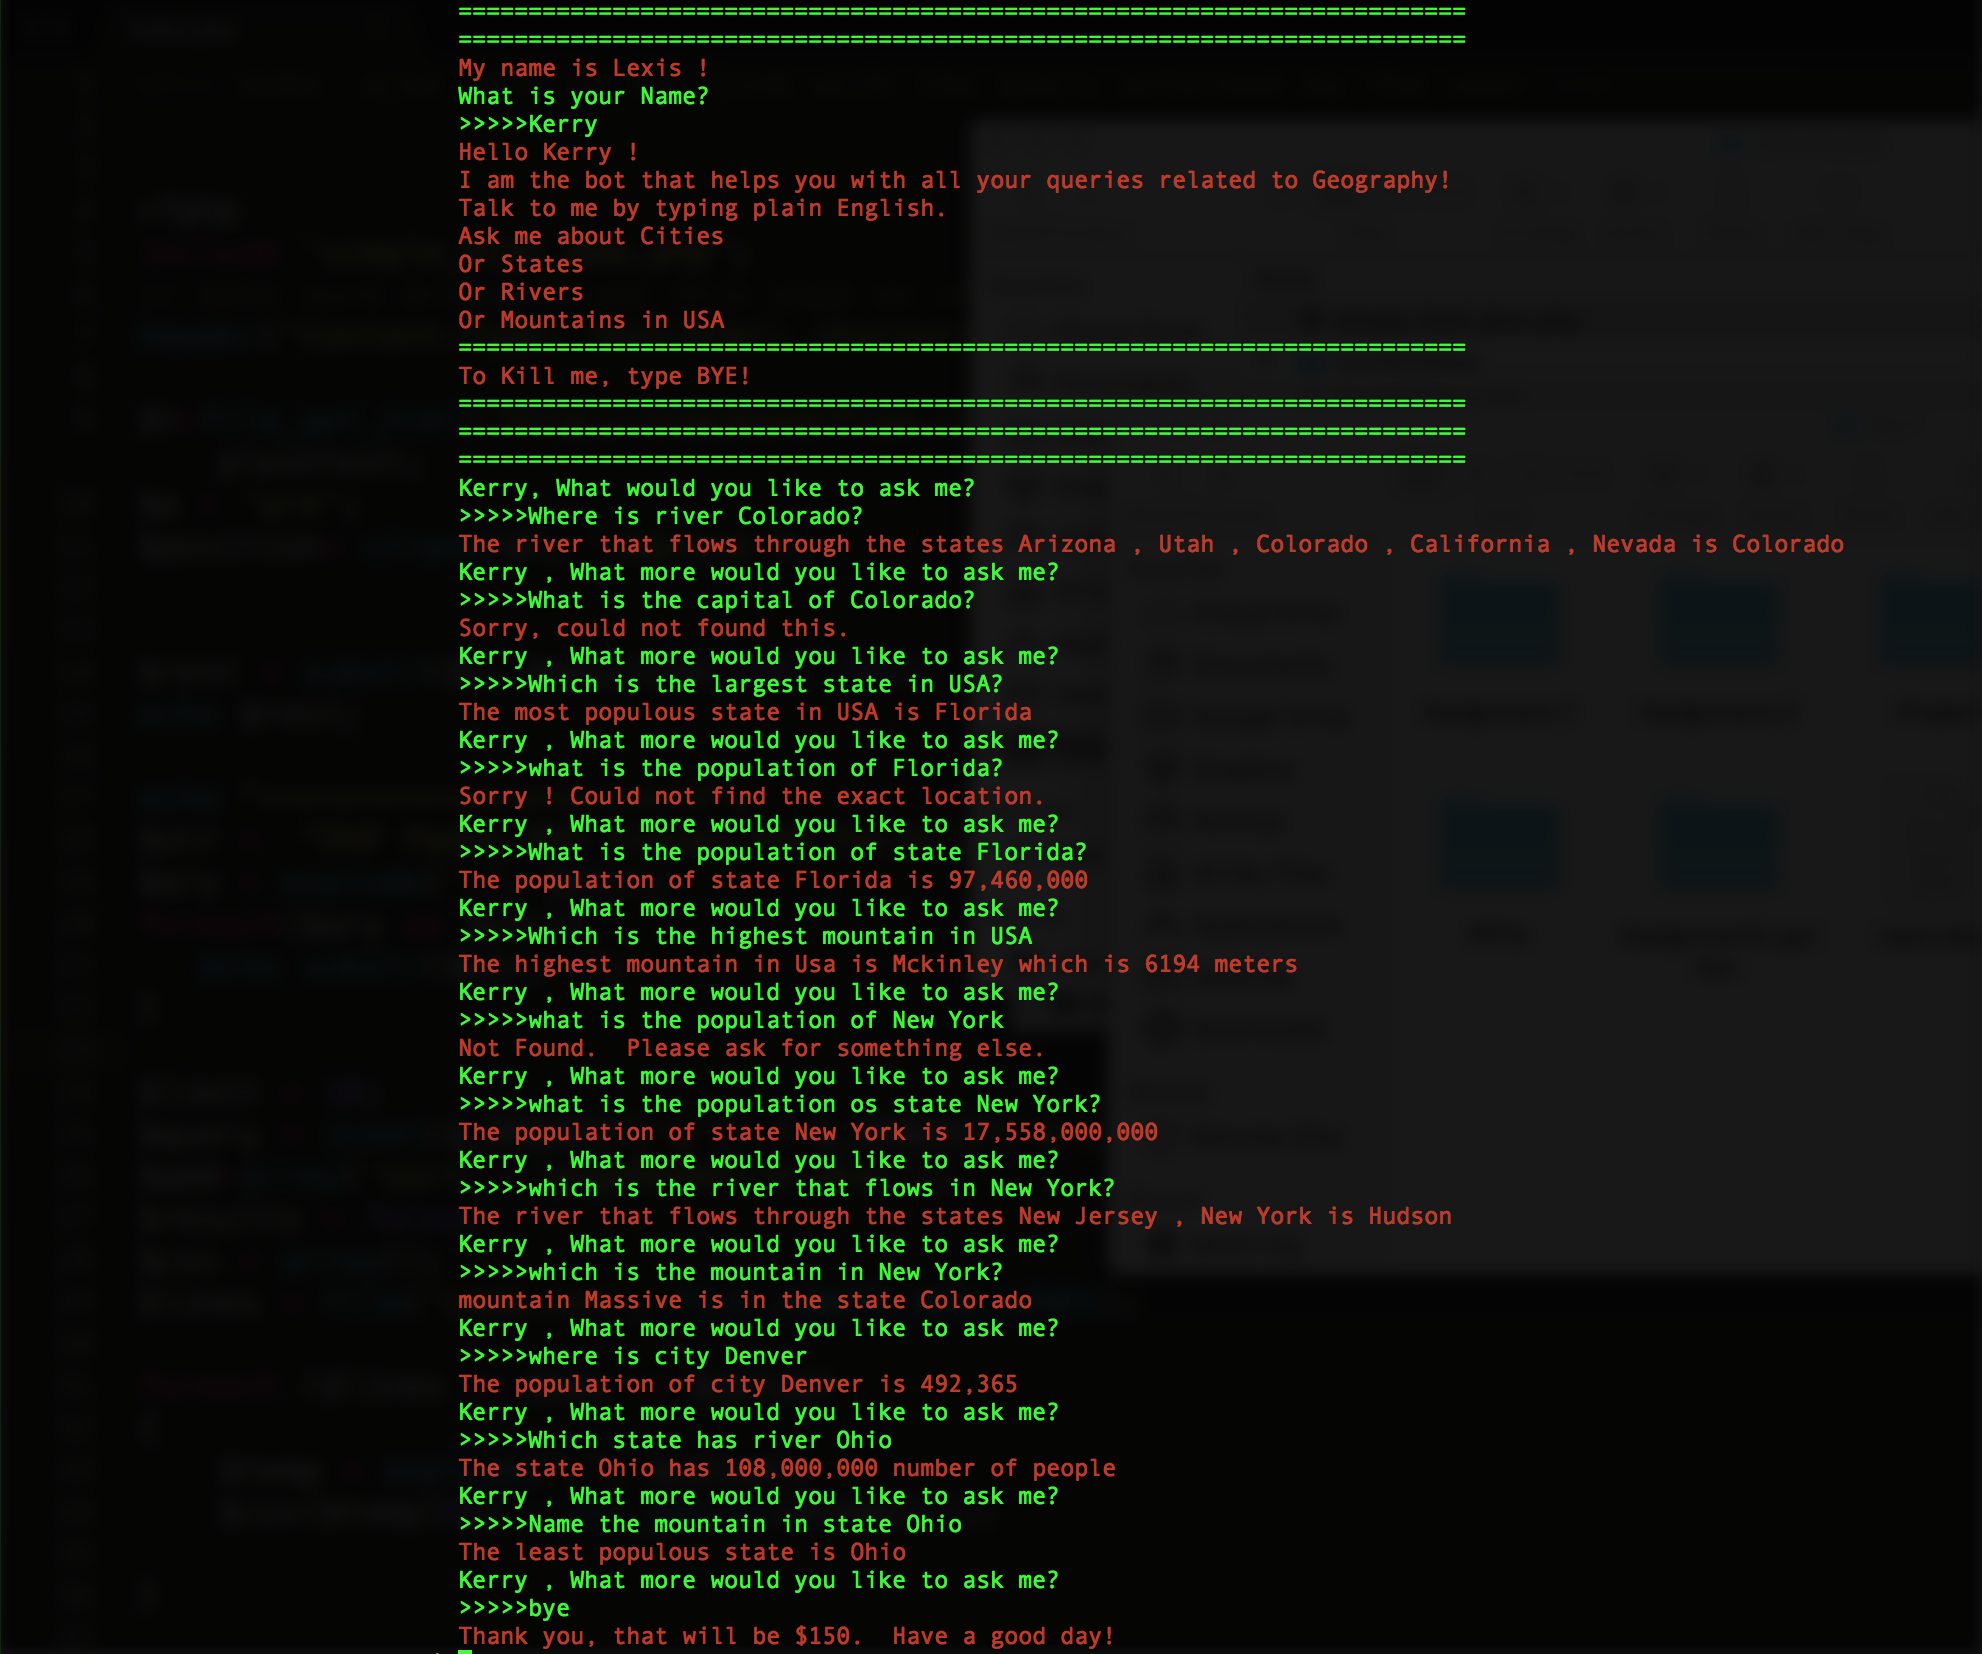 ========================================================================
========================================================================
My name is Lexis !
What is your Name?
>>>>>Kerry
Hello Kerry !
I am the bot that helps you with all your queries related to Geography!
Talk to me by typing plain English.
Ask me about Cities
Or States
Or Rivers
Or Mountains in USA
========================================================================
To Kill me, type BYE!
========================================================================
========================================================================
========================================================================
Kerry, What would you like to ask me?
>>>>>Where is river Colorado?
The river that flows through the states Arizona , Utah , Colorado , California , Nevada is Colorado
Kerry , What more would you like to ask me?
>>>>>What is the capital of Colorado?
Sorry, could not found this.
Kerry , What more would you like to ask me?
>>>>>Which is the largest state in USA?
The most populous state in USA is Florida
Kerry , What more would you like to ask me?
>>>>>what is the population of Florida?
Sorry ! Could not find the exact location.
Kerry , What more would you like to ask me?
>>>>>What is the population of state Florida?
The population of state Florida is 97,460,000
Kerry , What more would you like to ask me?
>>>>>Which is the highest mountain in USA
The highest mountain in Usa is Mckinley which is 6194 meters
Kerry , What more would you like to ask me?
>>>>>what is the population of New York
Not Found.  Please ask for something else.
Kerry , What more would you like to ask me?
>>>>>what is the population os state New York?
The population of state New York is 17,558,000,000
Kerry , What more would you like to ask me?
>>>>>which is the river that flows in New York?
The river that flows through the states New Jersey , New York is Hudson
Kerry , What more would you like to ask me?
>>>>>which is the mountain in New York?
mountain Massive is in the state Colorado
Kerry , What more would you like to ask me?
>>>>>where is city Denver
The population of city Denver is 492,365
Kerry , What more would you like to ask me?
>>>>>Which state has river Ohio
The state Ohio has 108,000,000 number of people
Kerry , What more would you like to ask me?
>>>>>Name the mountain in state Ohio
The least populous state is Ohio
Kerry , What more would you like to ask me?
>>>>>bye
Thank you, that will be $150.  Have a good day!